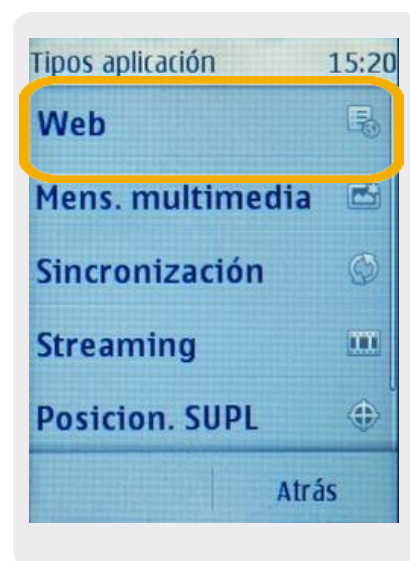 Tipos aplicación 15:20
Web
Mens. multimedia
Sincronización
Streaming
Posicion. SUPL
Atrás